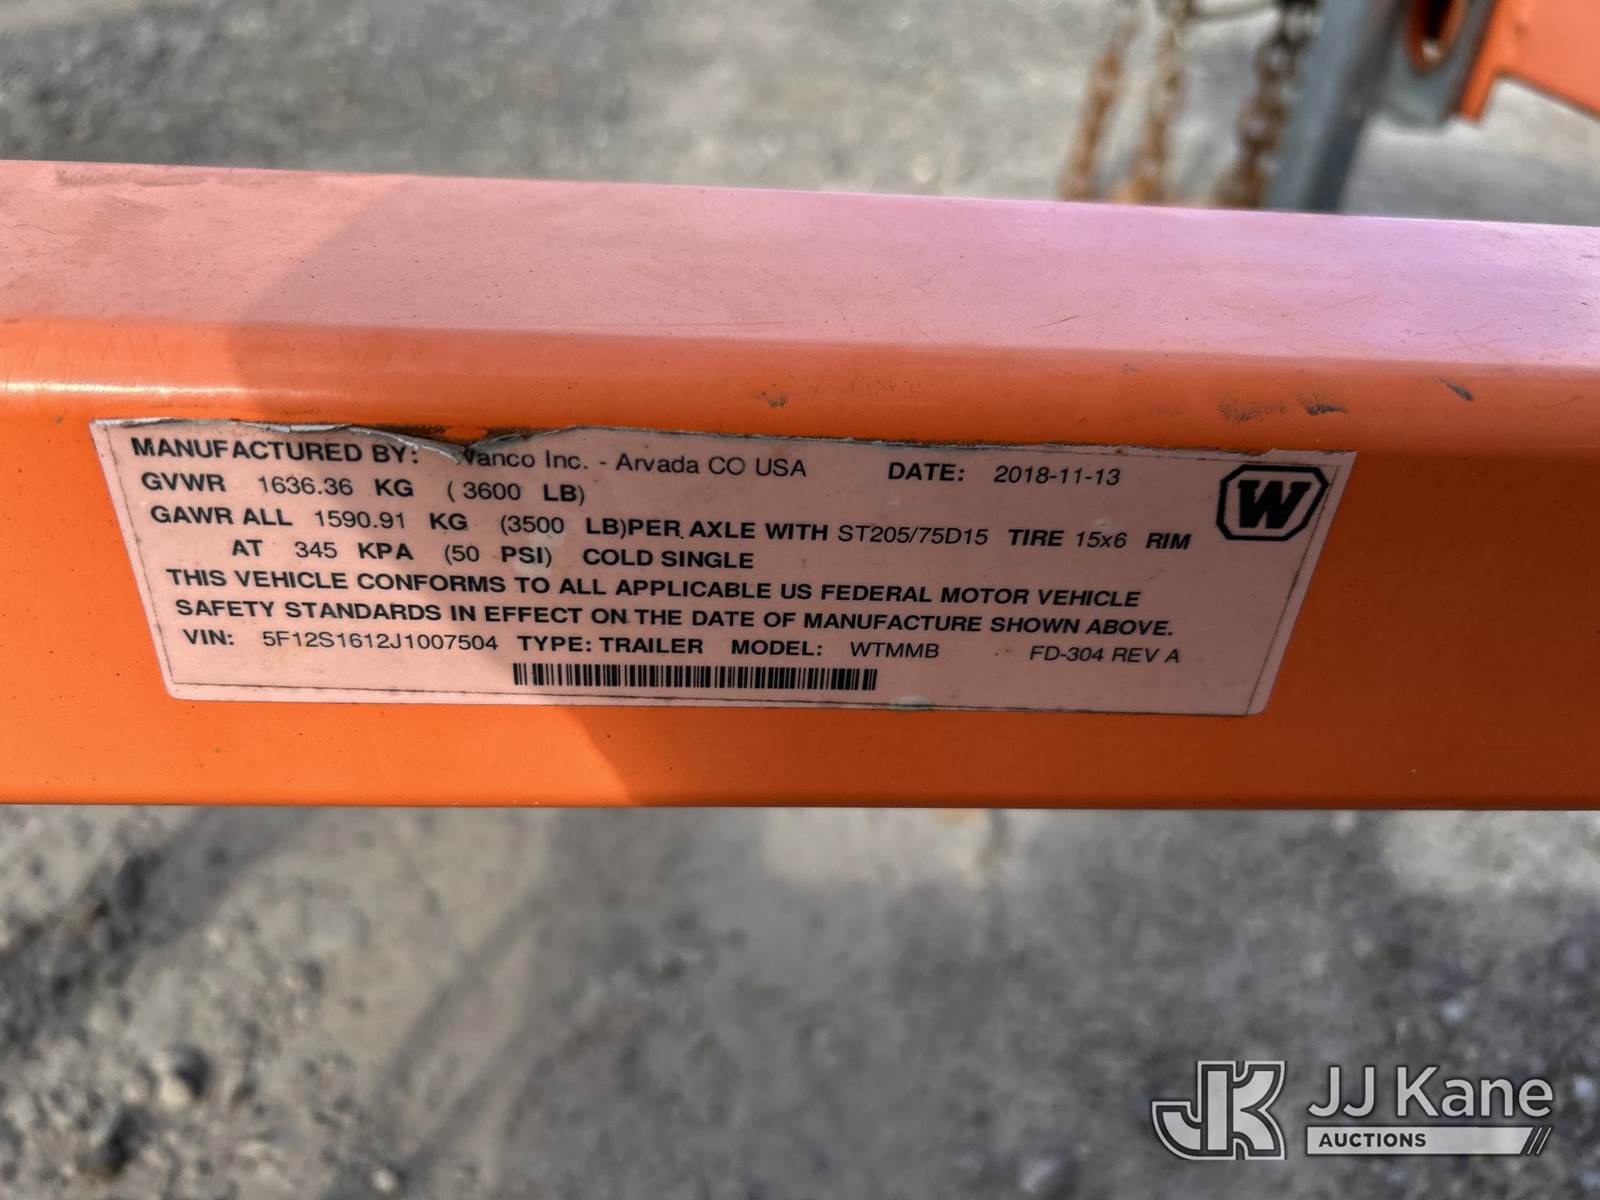 MANUFACTURED BY: Wanco Inc. - Arvada CO USA DATE: 2018-11-13
GVWR 1636.36 KG (3600 LB)
W
GAWR ALL 1590.91 KG (3500 LB)PER AXLE WITH ST205/75D15 TIRE 15x6 RIM
AT 345 KPA (50 PSI) COLD SINGLE
THIS VEHICLE CONFORMS TO ALL APPLICABLE US FEDERAL MOTOR VEHICLE
SAFETY STANDARDS IN EFFECT ON THE DATE OF MANUFACTURE SHOWN ABOVE.
VIN: 5F12S1612J1007504 TYPE: TRAILER MODEL: WTMMB FD-304 REV A
JK JJ Kane
AUCTIONS